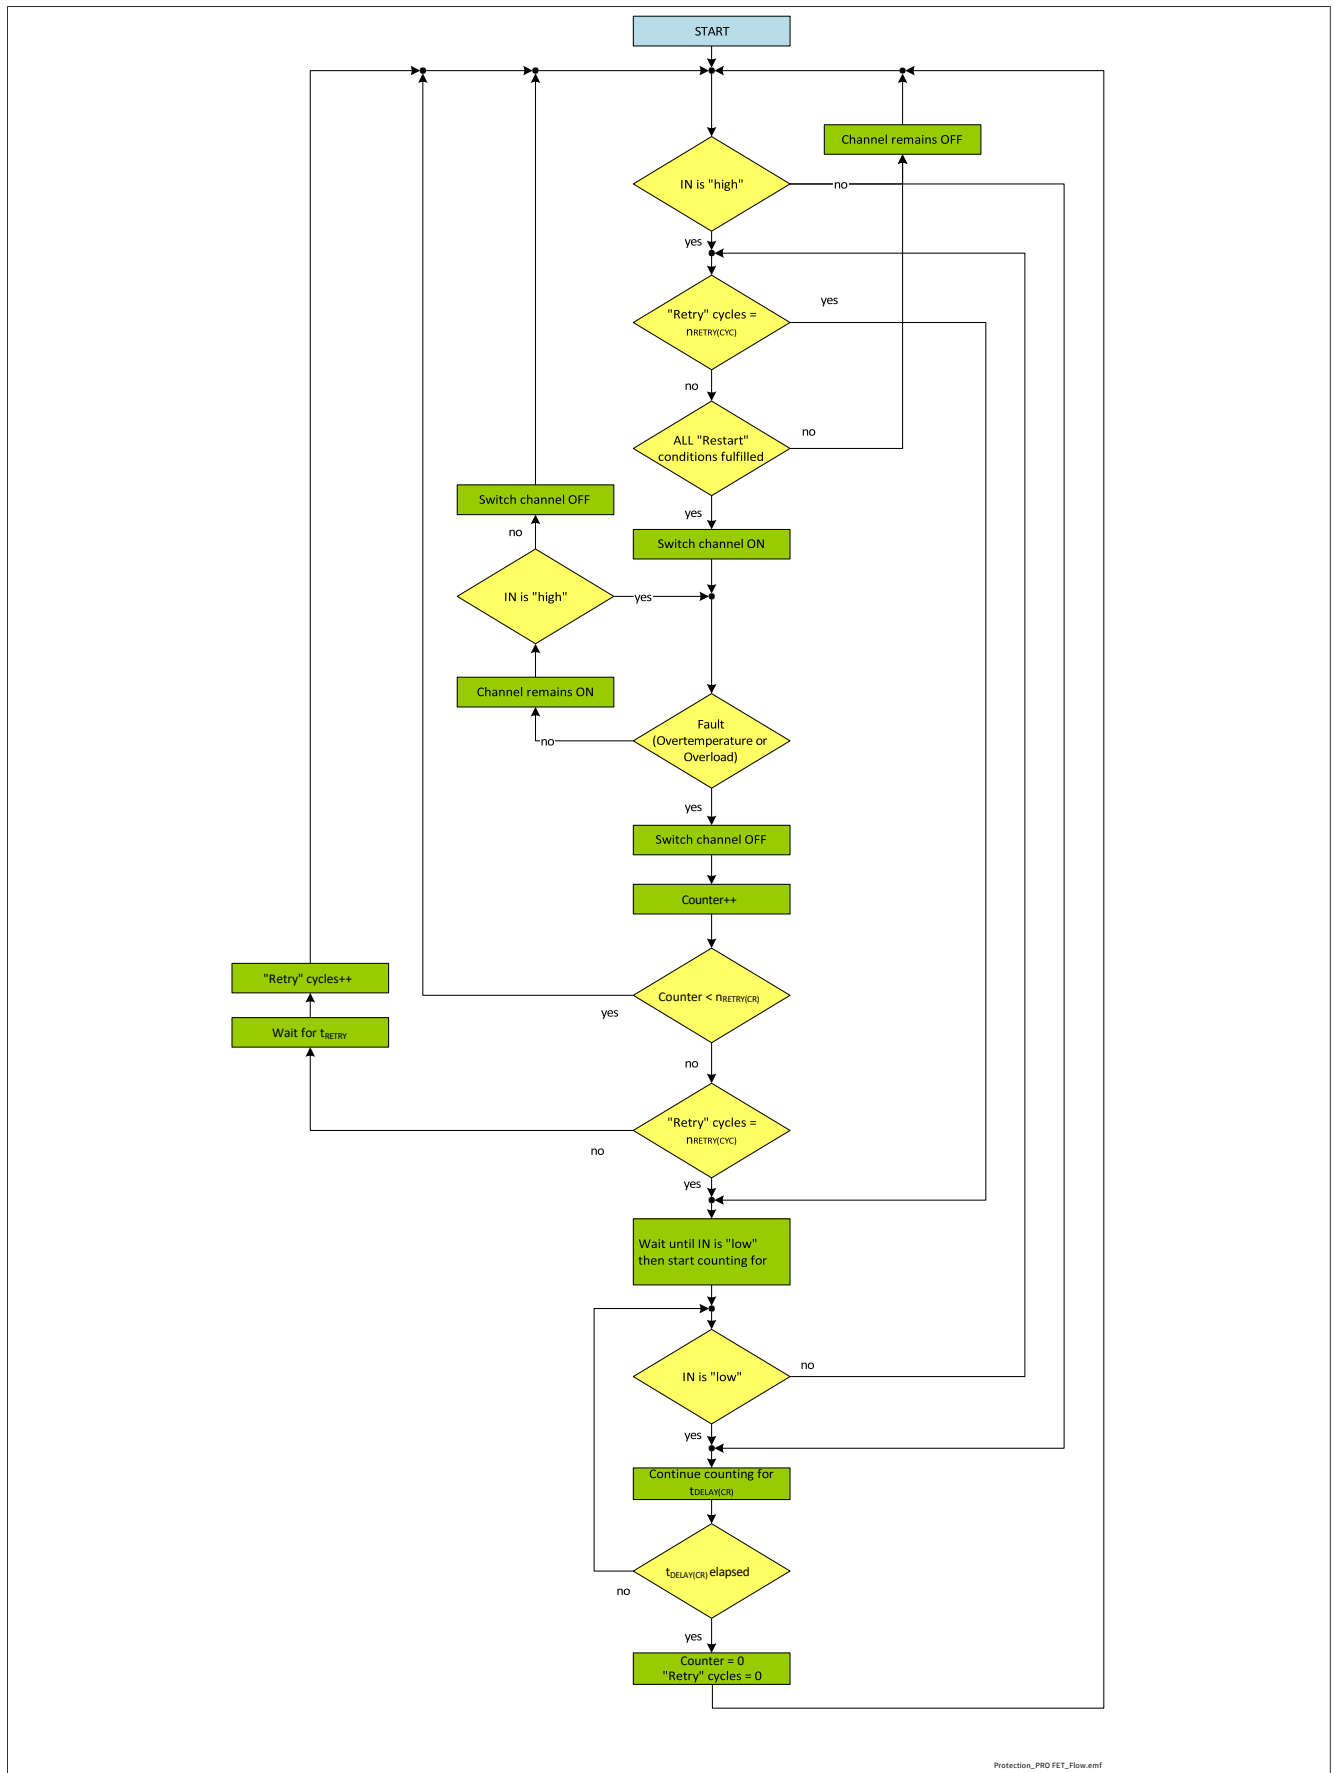 START
Channel remains OFF
IN is "high"
no
yes
yes
"Retry" cycles =
nRETRY(CYC)
no
ALL "Restart"
conditions fulfilled
no
Switch channel OFF
yes
no
Switch channel ON
IN is "high"
yes
Channel remains ON
Fault
(Overtemperature or
Overload)
no
yes
Switch channel OFF
Counter++
"Retry" cycles++
Counter < nRETRY(CR)
yes
Wait for tRETRY
no
"Retry" cycles =
nRETRY(CYC)
no
yes
Wait until IN is "low"
then start counting for
IN is "low"
no
yes
Continue counting for
tDELAY(CR)
tDELAY(CR) elapsed
no
yes
Counter = 0
"Retry" cycles = 0
Protection_PRO FET_Flow.emf